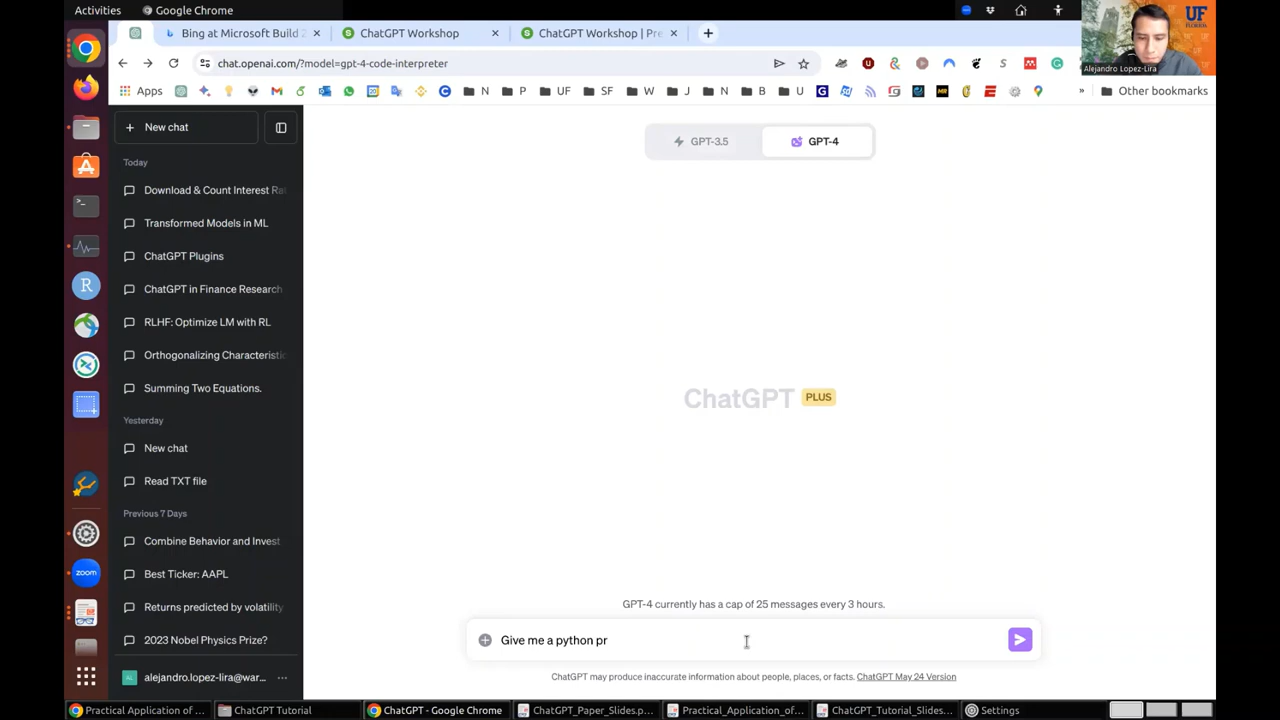 Activities
Google Chrome
Bing at Microsoft Build 2
ChatGPT Workshop
ChatGPT Workshop | Pre
UF
FLORIDA
Alejandro Lopez-Lira
chat.openai.com/?model=gpt-4-code-interpreter
Apps
N
P
UF
SF
W
J
N
B
U
»
Other bookmarks
+ New chat
GPT-3.5
GPT-4
Today
Download & Count Interest Ra
Transformed Models in ML
ChatGPT Plugins
ChatGPT in Finance Research
RLHF: Optimize LM with RL
Orthogonalizing Characteristic
Summing Two Equations.
ChatGPT PLUS
Yesterday
New chat
Read TXT file
Previous 7 Days
Combine Behavior and Invest
Best Ticker: AAPL
Returns predicted by volatility
2023 Nobel Physics Prize?
zoom
GPT-4 currently has a cap of 25 messages every 3 hours.
Give me a python pr
ChatGPT may produce inaccurate information about people, places, or facts. ChatGPT May 24 Version
alejandro.lopez-lira@war... ...
Practical Application of ...
ChatGPT Tutorial
ChatGPT - Google Chrome
ChatGPT_Paper_Slides.p...
Practical_Application_of...
ChatGPT_Tutorial_Slides...
Settings